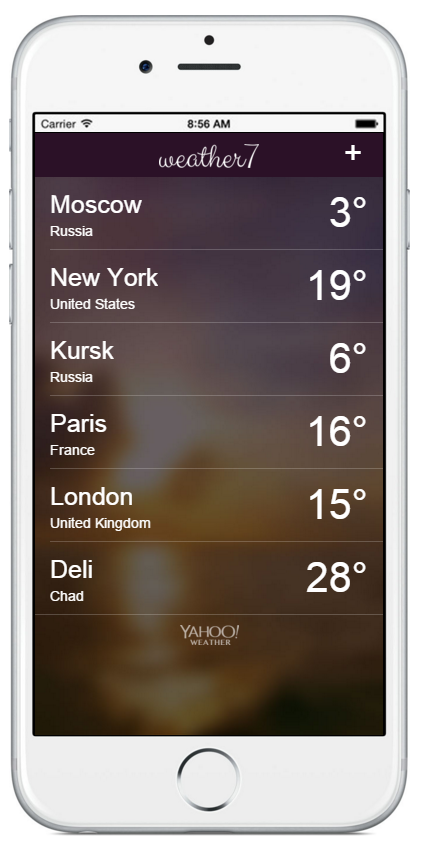 Carrier 8:56 AM
weather7 +
Moscow 3°
Russia
New York 19°
United States
Kursk 6°
Russia
Paris 16°
France
London 15°
United Kingdom
Deli 28°
Chad
YAHOO!
WEATHER